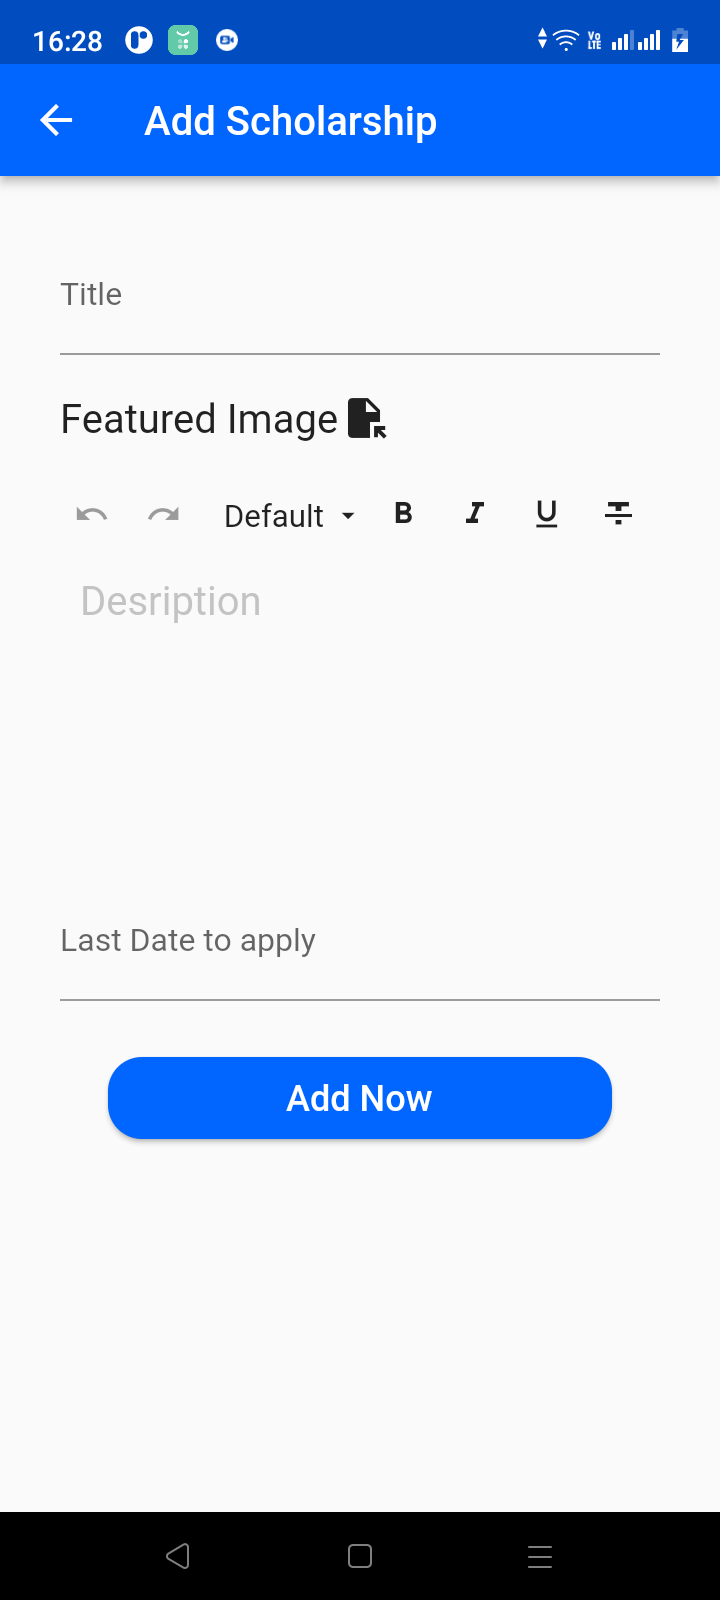 16:28
Vo LTE
Add Scholarship
Title
Featured Image
Default B I U
Desription
Last Date to apply
Add Now